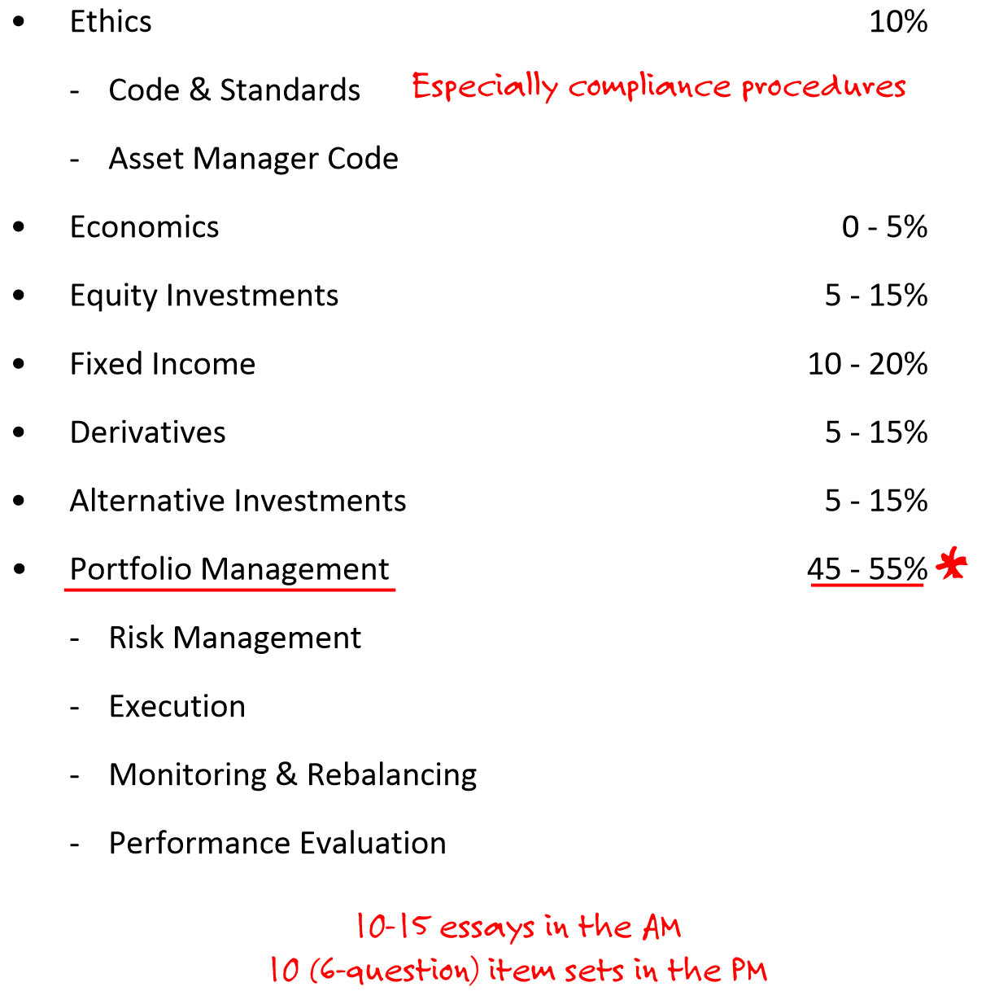 • Ethics 10%
- Code & Standards Especially compliance procedures
- Asset Manager Code
• Economics 0 - 5%
• Equity Investments 5 - 15%
• Fixed Income 10 - 20%
• Derivatives 5 - 15%
• Alternative Investments 5 - 15%
• Portfolio Management 45 - 55% *
- Risk Management
- Execution
- Monitoring & Rebalancing
- Performance Evaluation
10-15 essays in the AM
10 (6-question) item sets in the PM